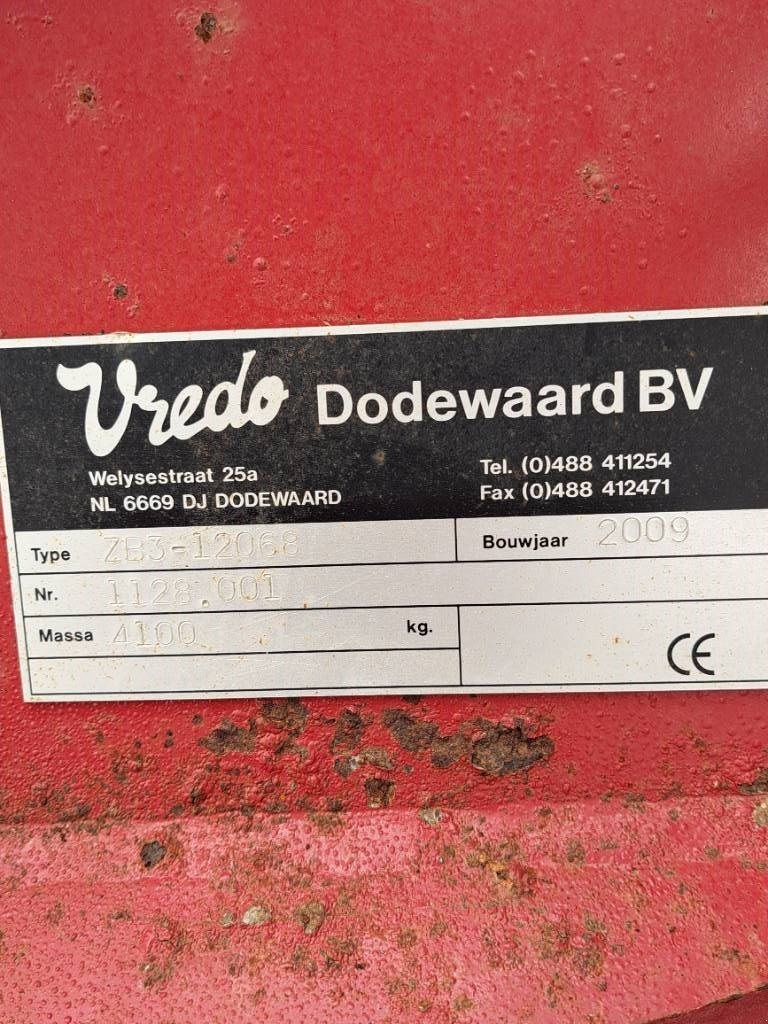 Vredo Dodewaard BV
Welysestraat 25a
NL 6669 DJ DODEWAARD
Tel. (0)488 411254
Fax (0)488 412471
Type ZB3-12068 Bouwjaar 2009
Nr. 1128.001
Massa 4100 kg.
CE